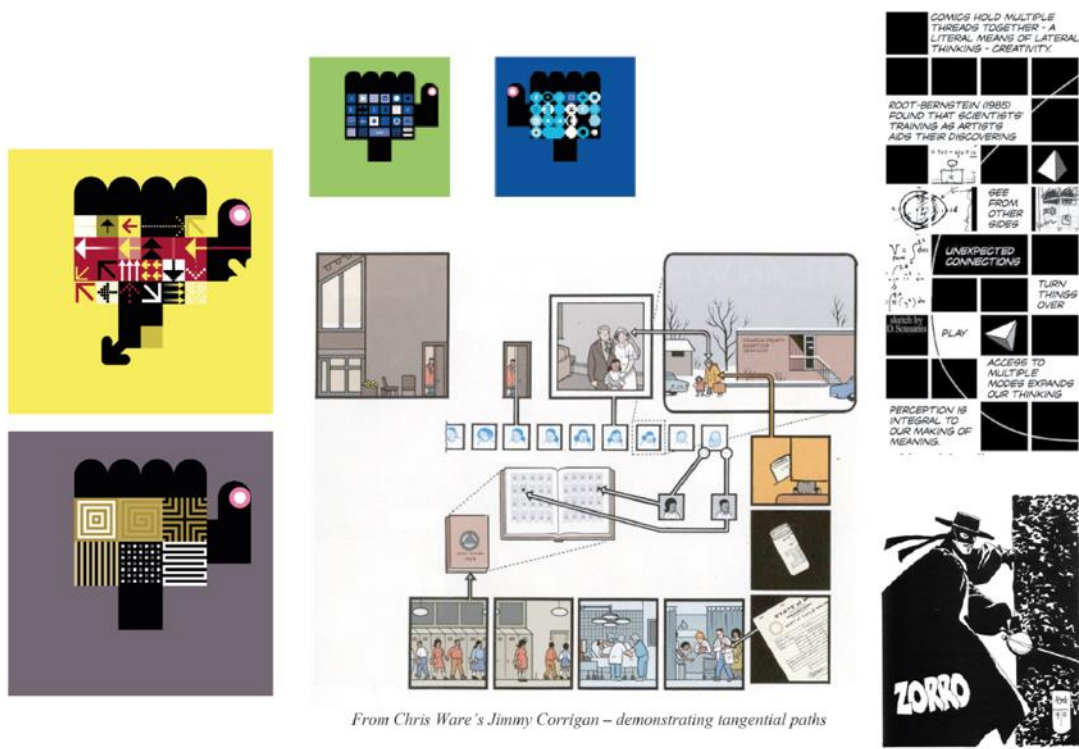 COMICS HOLD MULTIPLE
THREADS TOGETHER - A
LITERAL MEANS OF LATERAL
THINKING - CREATIVITY.
ROOT-BERNSTEIN (1985)
FOUND THAT SCIENTISTS'
TRAINING AS ARTISTS
AIDS THEIR DISCOVERING
SEE
FROM
OTHER
SIDES
UNEXPECTED
CONNECTIONS
TURN
THINGS
OVER
sketch by
D. Sousanis
PLAY
ACCESS TO
MULTIPLE
MODES EXPANDS
OUR THINKING
PERCEPTION IS
INTEGRAL TO
OUR MAKING OF
MEANING.
STATE OF
ZORRO
From Chris Ware's Jimmy Corrigan – demonstrating tangential paths